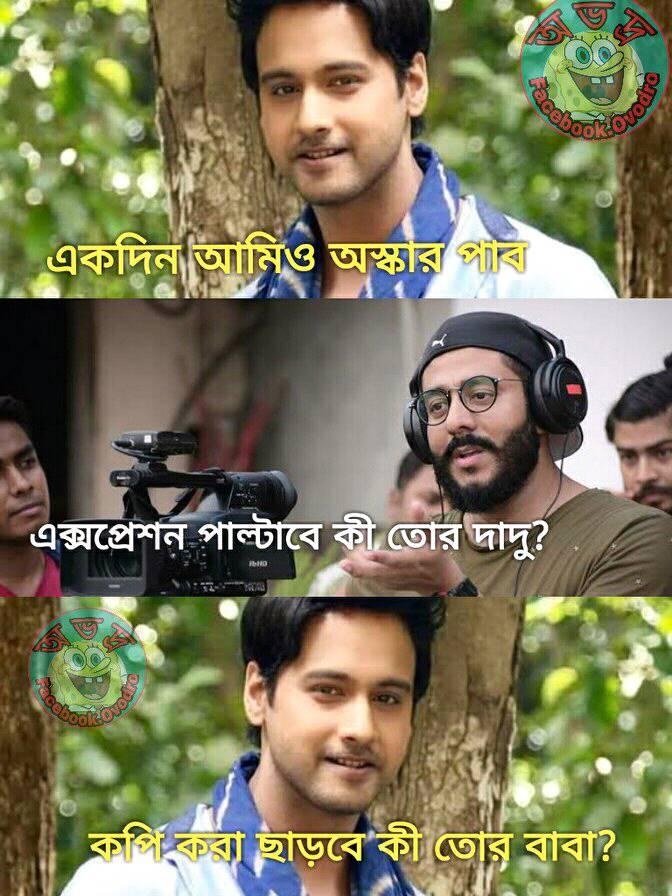 অভদ্র
Facebook.Ovodro
একদিন আমিও অস্কার পাব
এক্সপ্রেশন পাল্টাবে কী তোর দাদু?
অভদ্র
Facebook.Ovodro
কপি করা ছাড়বে কী তোর বাবা?